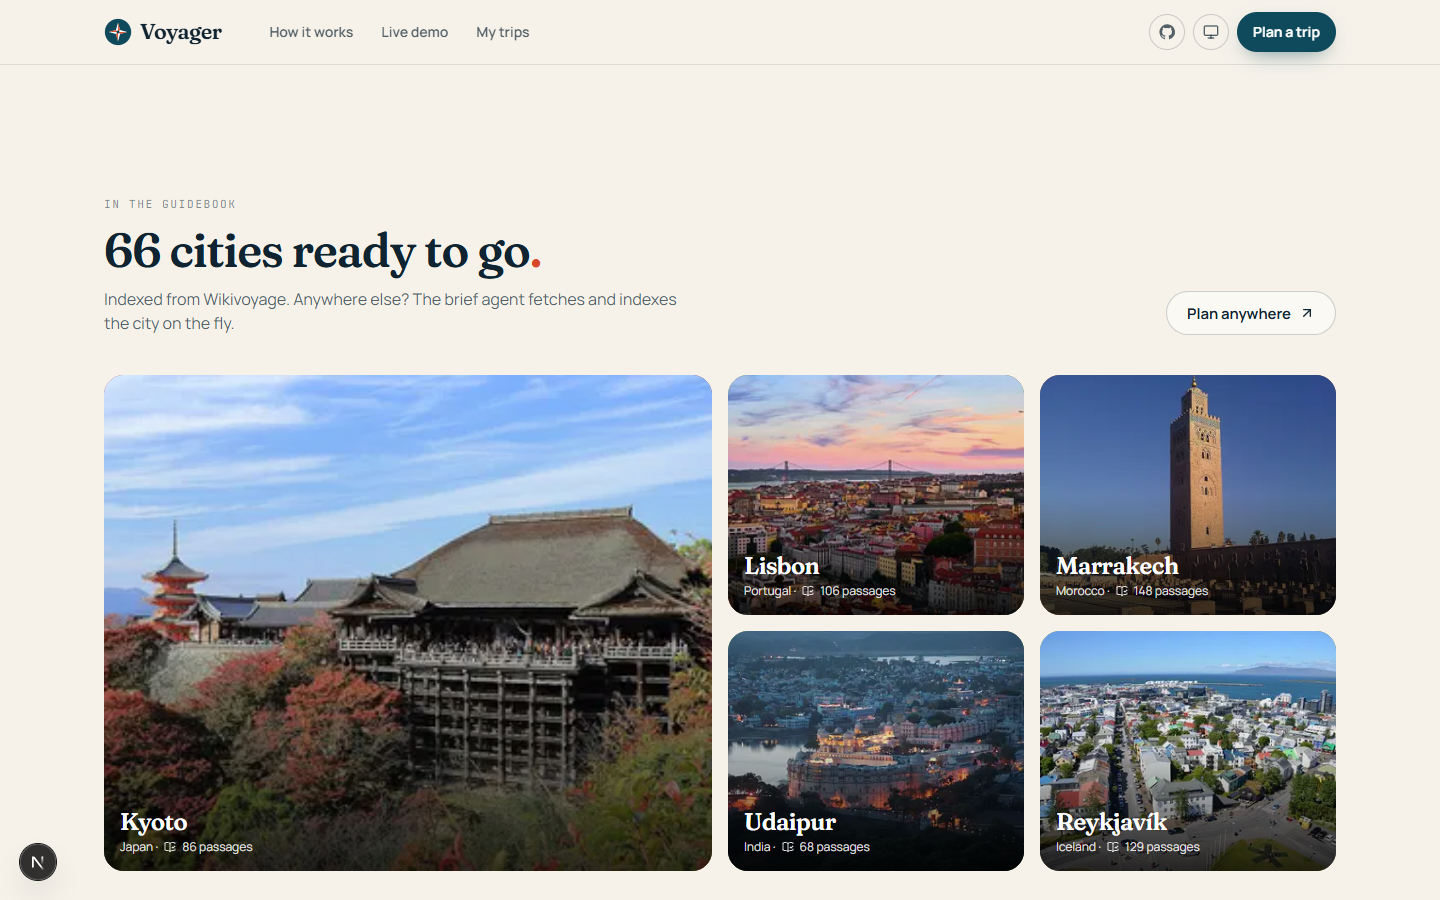 Voyager
How it works
Live demo
My trips
Plan a trip
IN THE GUIDEBOOK
66 cities ready to go.
Indexed from Wikivoyage. Anywhere else? The brief agent fetches and indexes
the city on the fly.
Plan anywhere
Kyoto
Japan · 86 passages
Lisbon
Portugal · 106 passages
Marrakech
Morocco · 148 passages
Udaipur
India · 68 passages
Reykjavík
Iceland · 129 passages
N